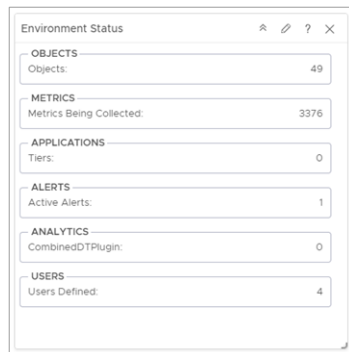 Environment Status ?
OBJECTS
Objects: 49
METRICS
Metrics Being Collected: 3376
APPLICATIONS
Tiers: 0
ALERTS
Active Alerts: 1
ANALYTICS
CombinedDTPlugin: 0
USERS
Users Defined: 4